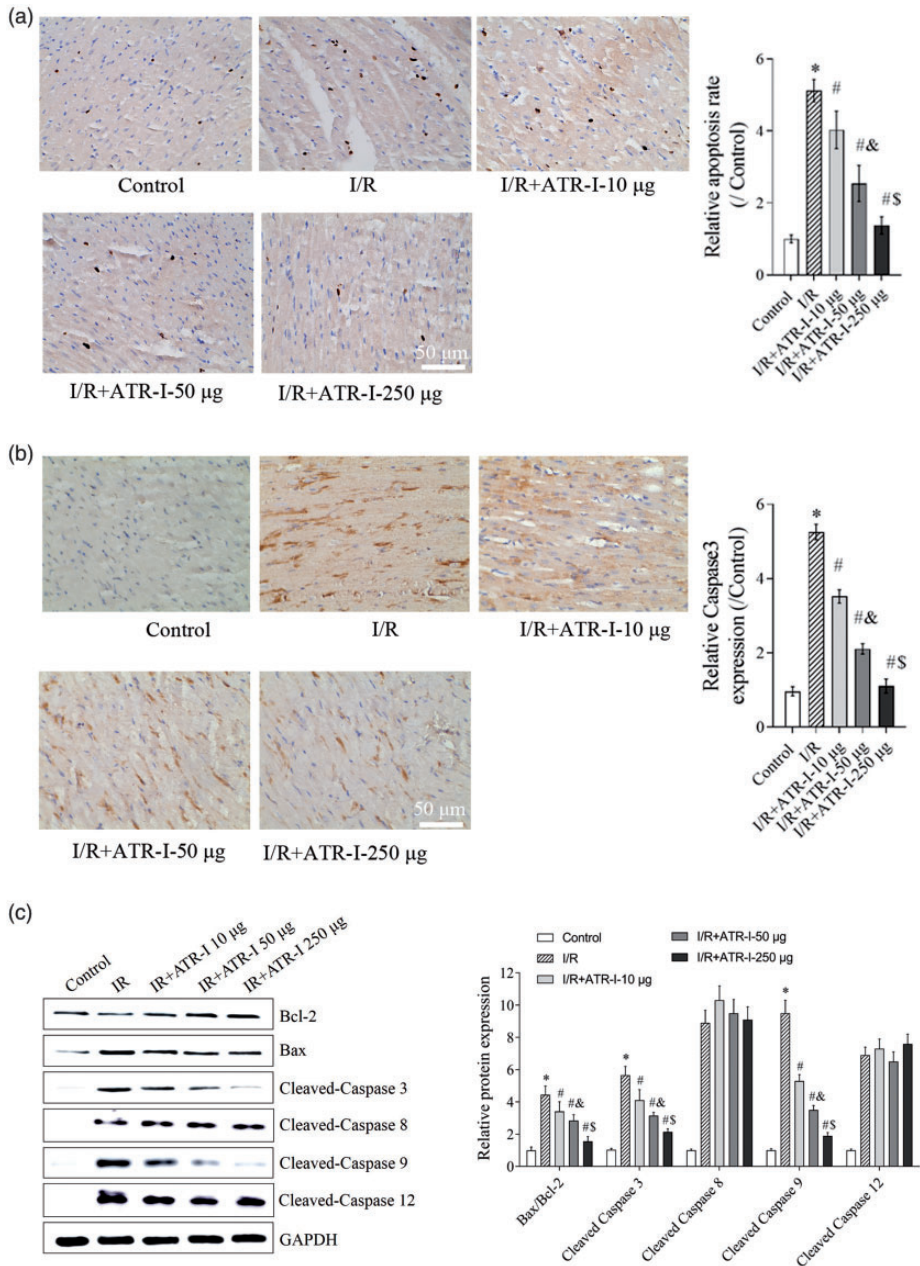 (a)
Control
I/R
I/R+ATR-I-10 µg
I/R+ATR-I-50 µg
50 µm
I/R+ATR-I-250 µg
Relative apoptosis rate
(/ Control)
6
4
2
0
*
#
#&
#$
Control
I/R
I/R+ATR-I-10 µg
I/R+ATR-I-50 µg
I/R+ATR-I-250 µg
(b)
Control
I/R
I/R+ATR-I-10 µg
I/R+ATR-I-50 µg
50 µm
I/R+ATR-I-250 µg
Relative Caspase3
expression (/Control)
6
4
2
0
*
#
#&
#$
Control
I/R
I/R+ATR-I-10 µg
I/R+ATR-I-50 µg
I/R+ATR-I-250 µg
(c)
Control
IR
IR+ATR-I 10 µg
IR+ATR-I 50 µg
IR+ATR-I 250 µg
Bcl-2
Bax
Cleaved-Caspase 3
Cleaved-Caspase 8
Cleaved-Caspase 9
Cleaved-Caspase 12
GAPDH
Control
I/R
I/R+ATR-I-10 µg
I/R+ATR-I-50 µg
I/R+ATR-I-250 µg
Relative protein expression
12
10
8
6
4
2
0
*
#
#&
#$
*
#
#&
#$
*
#
#&
#$
Bax/Bcl-2
Cleaved Caspase 3
Cleaved Caspase 8
Cleaved Caspase 9
Cleaved Caspase 12